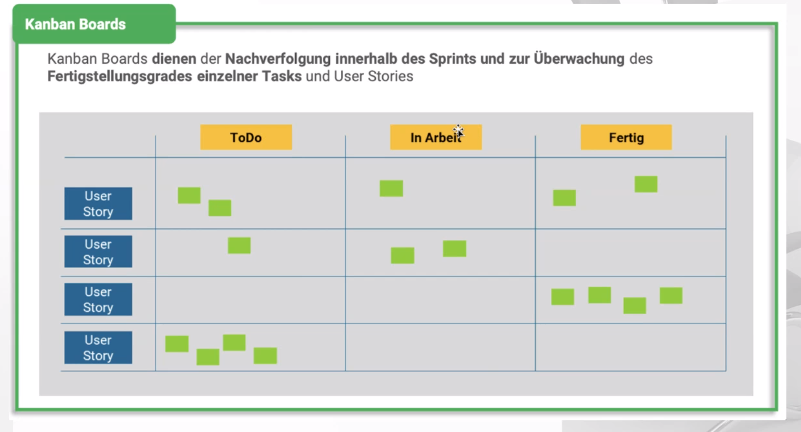 Kanban Boards
Kanban Boards dienen der Nachverfolgung innerhalb des Sprints und zur Überwachung des
Fertigstellungsgrades einzelner Tasks und User Stories
ToDo
In Arbeit
Fertig
User
Story
User
Story
User
Story
User
Story